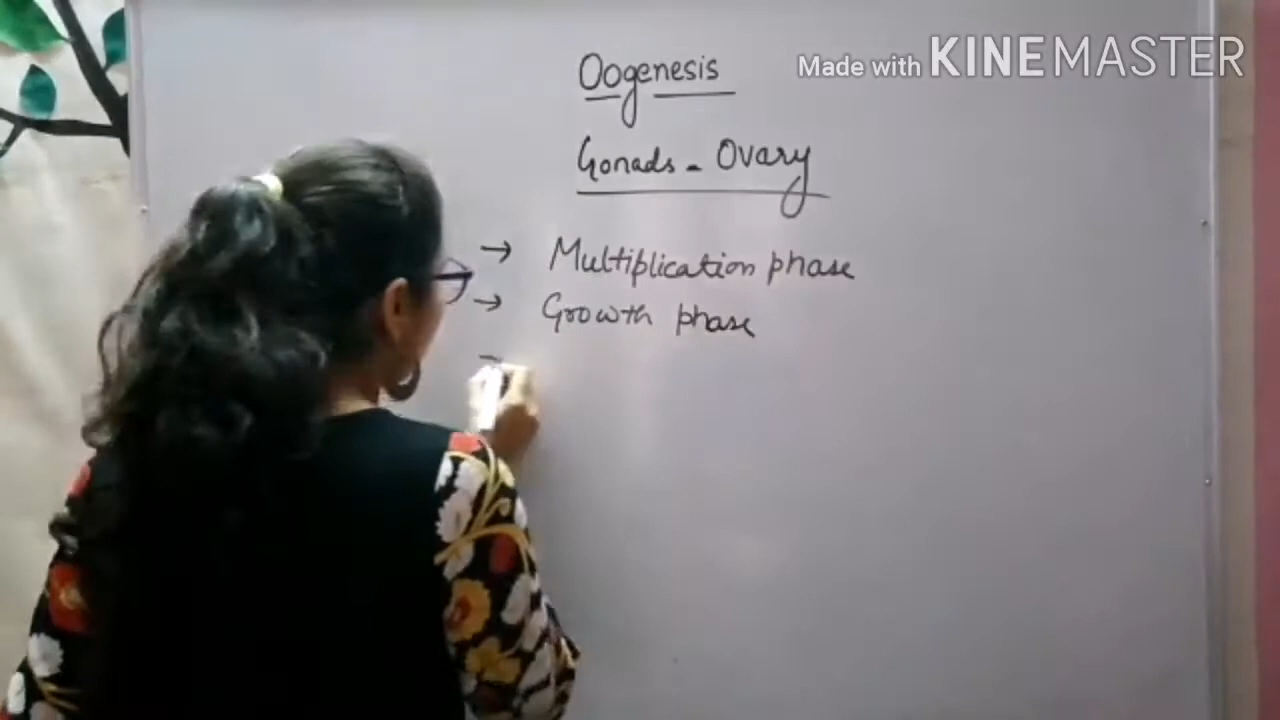 Oogenesis
Made with KINEMASTER
Gonads - Ovary
→ Multiplication phase
→ Growth phase